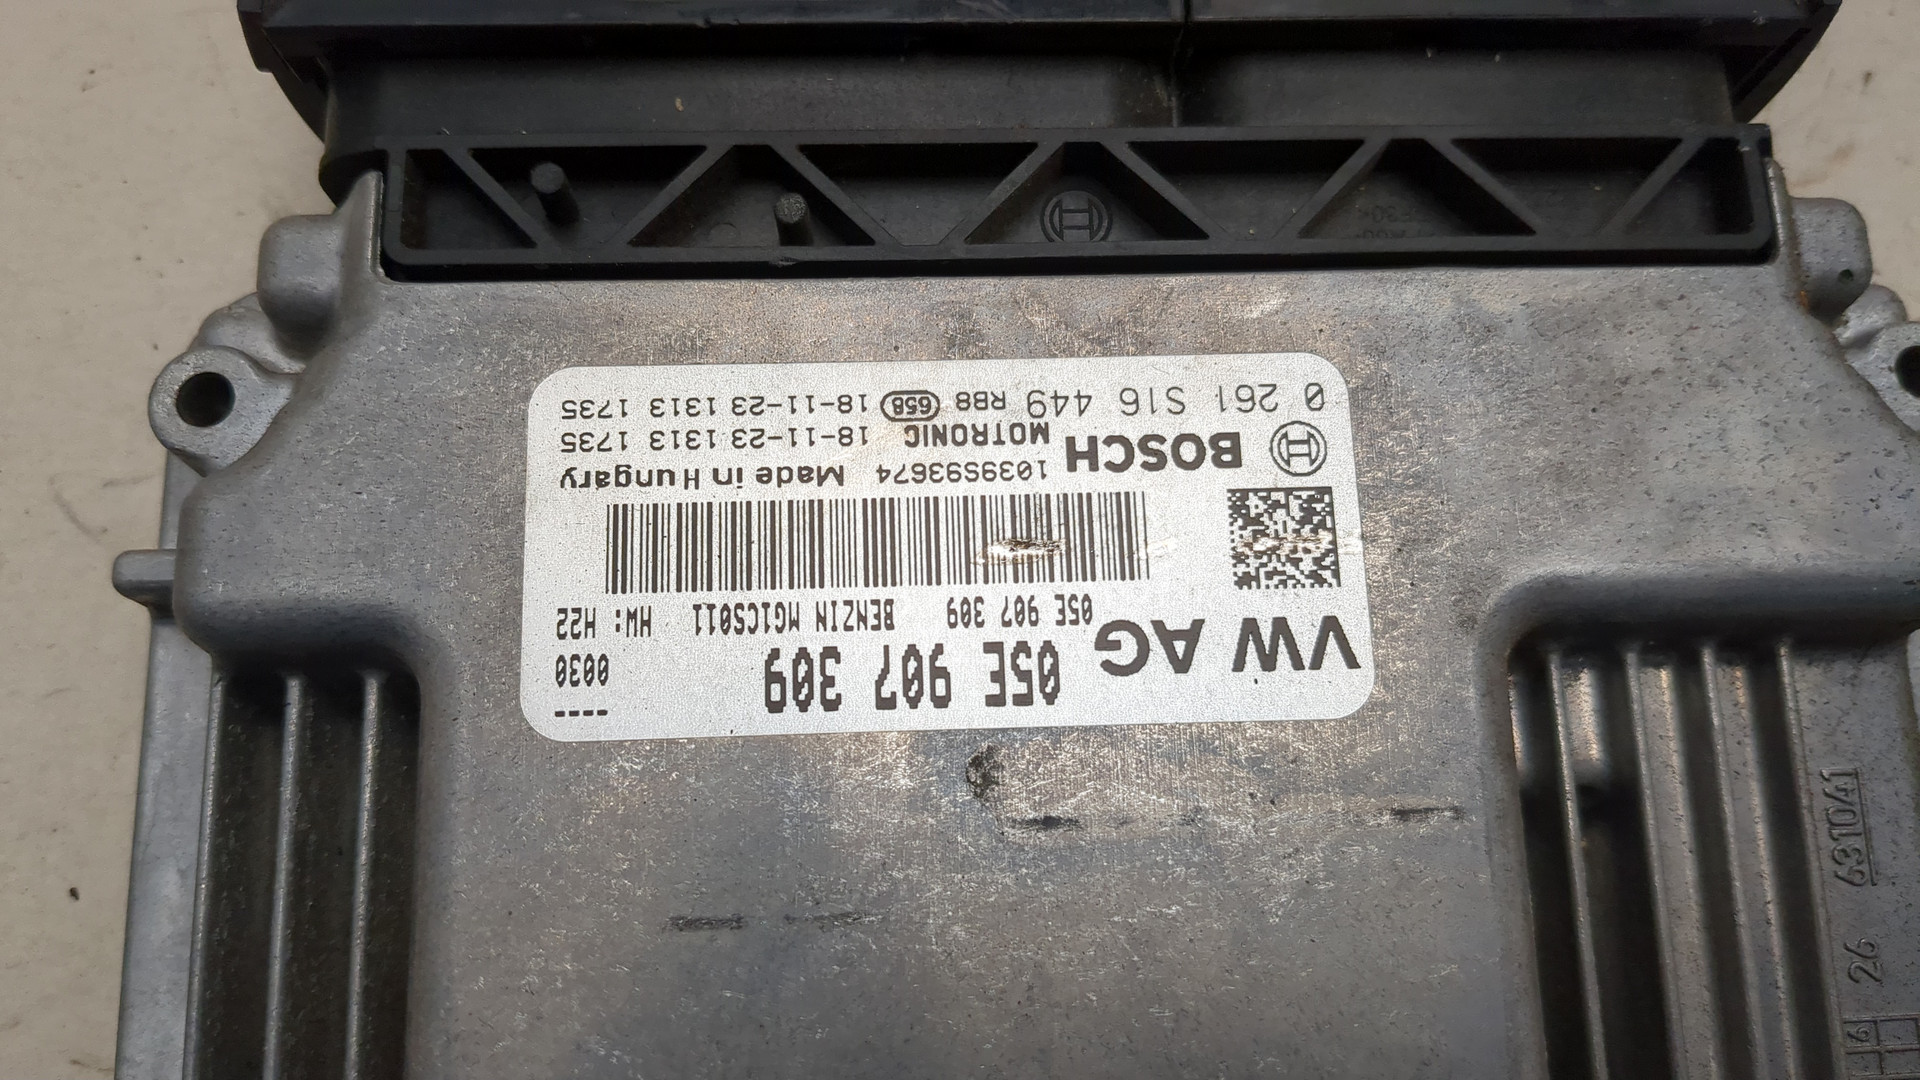 0 261 S16 449 RB8 658 18-11-23 1313 1735
BOSCH MOTRONIC 18-11-23 1313 1735
1039S93674 Made in Hungary
VW AG 05E 907 309 BENZIN MG1CS011 HW: H22
05E 907 309 0030
----
26 631041
6